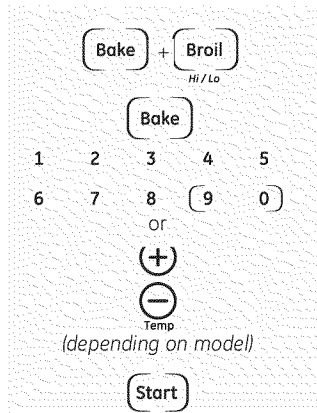 Bake + Broil
Hi / Lo
Bake
1 2 3 4 5
6 7 8 9 0
or
+
−
Temp
(depending on model)
Start